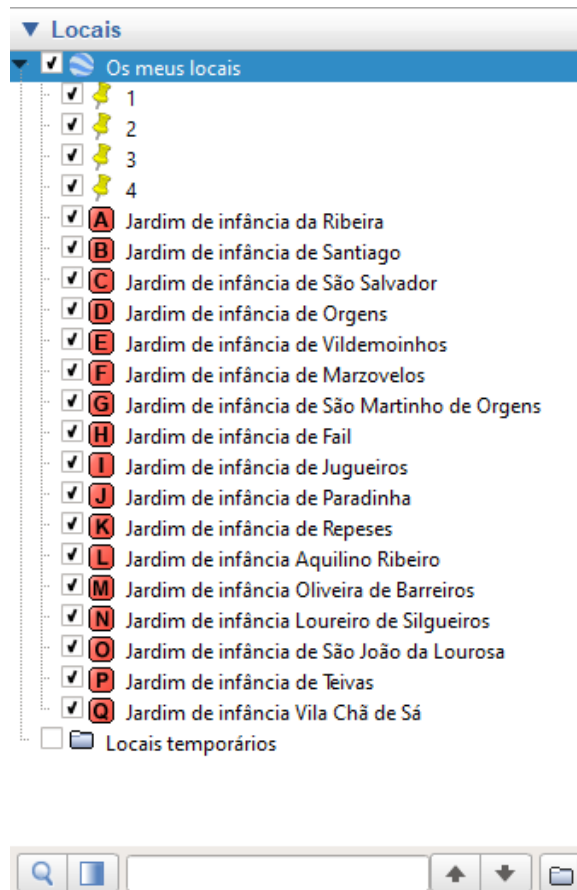 Locais
Os meus locais
1
2
3
4
A Jardim de infância da Ribeira
B Jardim de infância de Santiago
C Jardim de infância de São Salvador
D Jardim de infância de Orgens
E Jardim de infância de Vildemoinhos
F Jardim de infância de Marzovelos
G Jardim de infância de São Martinho de Orgens
H Jardim de infância de Fail
I Jardim de infância de Jugueiros
J Jardim de infância de Paradinha
K Jardim de infância de Repeses
L Jardim de infância Aquilino Ribeiro
M Jardim de infância Oliveira de Barreiros
N Jardim de infância Loureiro de Silgueiros
O Jardim de infância de São João da Lourosa
P Jardim de infância de Teivas
Q Jardim de infância Vila Chã de Sá
Locais temporários